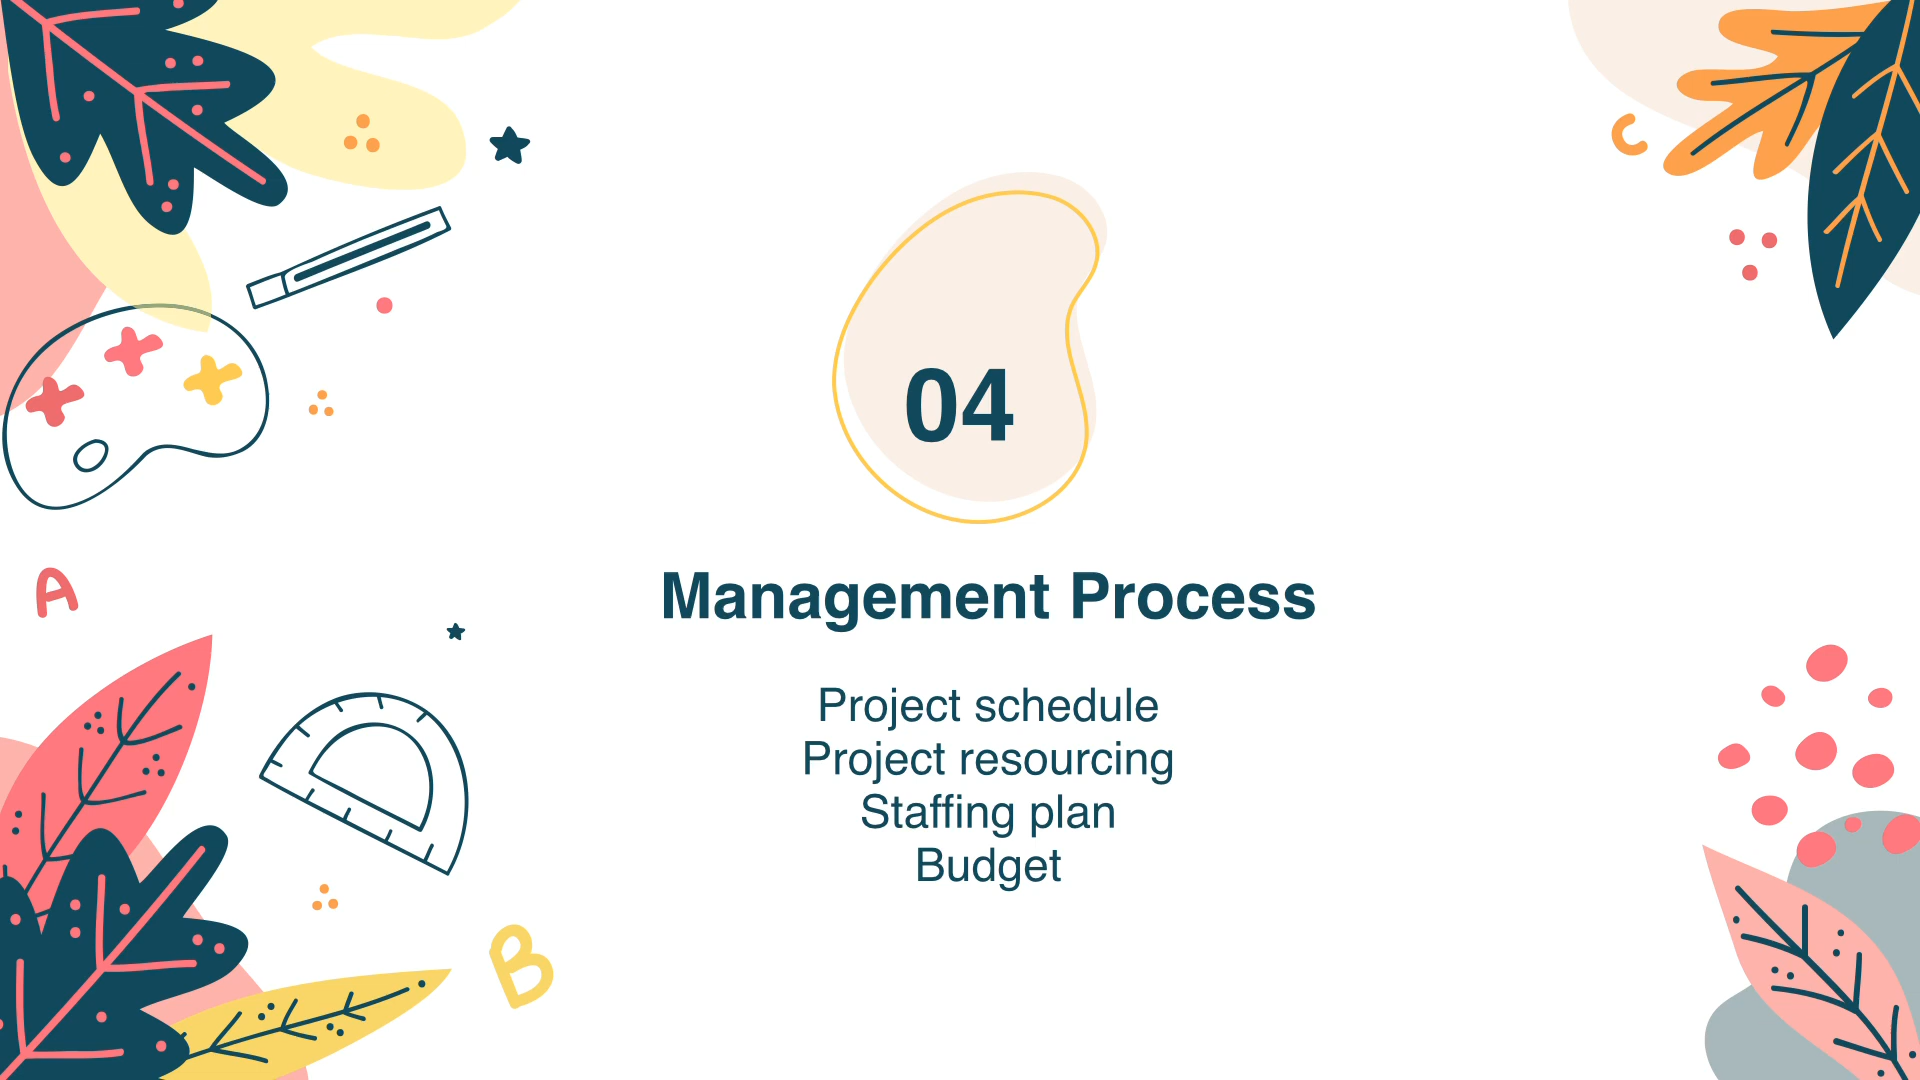 C
04
A
Management Process
Project schedule
Project resourcing
Staffing plan
Budget
B